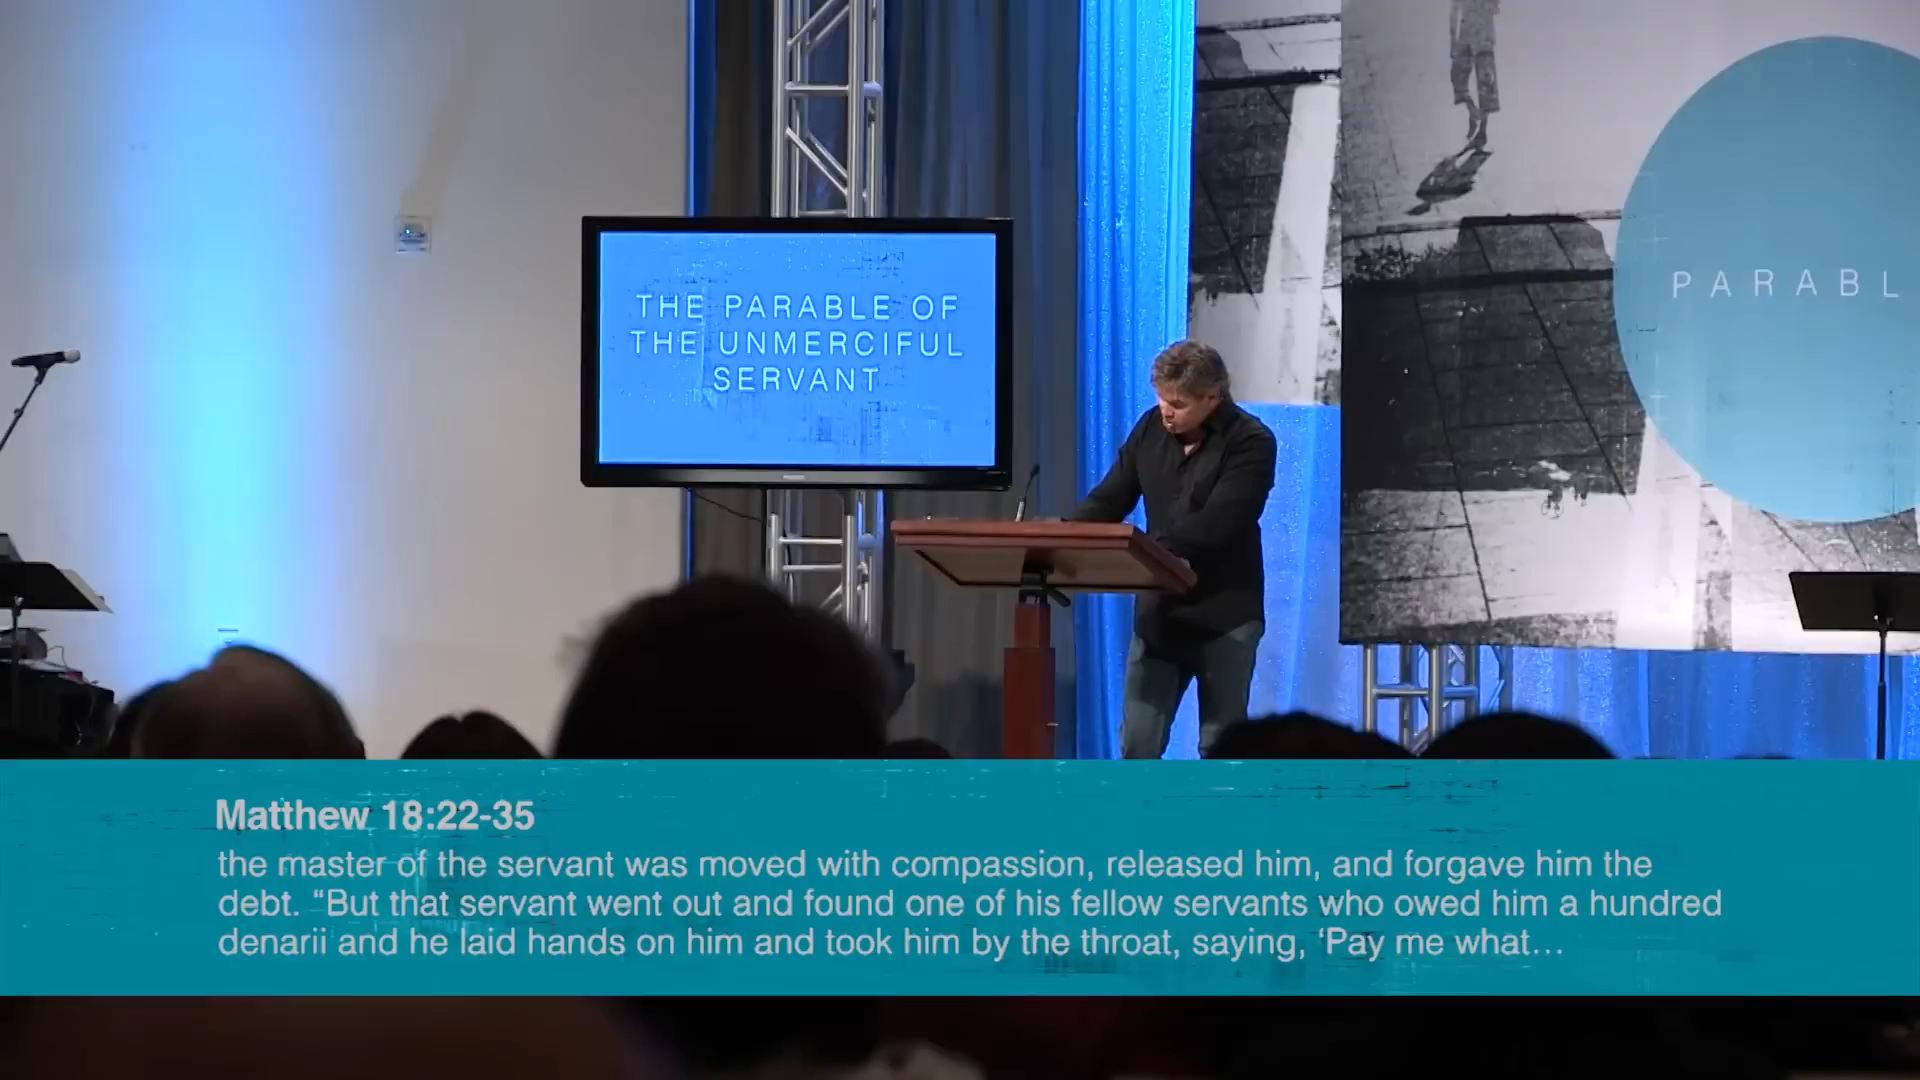 THE PARABLE OF
THE UNMERCIFUL
SERVANT
PARABL
Matthew 18:22-35
the master of the servant was moved with compassion, released him, and forgave him the
debt. “But that servant went out and found one of his fellow servants who owed him a hundred
denarii and he laid hands on him and took him by the throat, saying, ‘Pay me what…